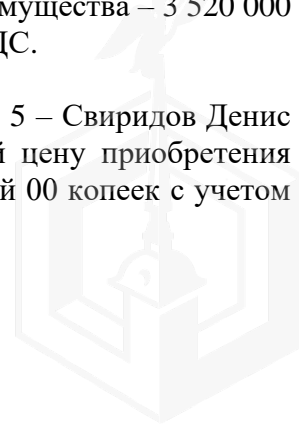 мущества – 3 520 000
ДС.
5 – Свиридов Денис
й цену приобретения
й 00 копеек с учетом